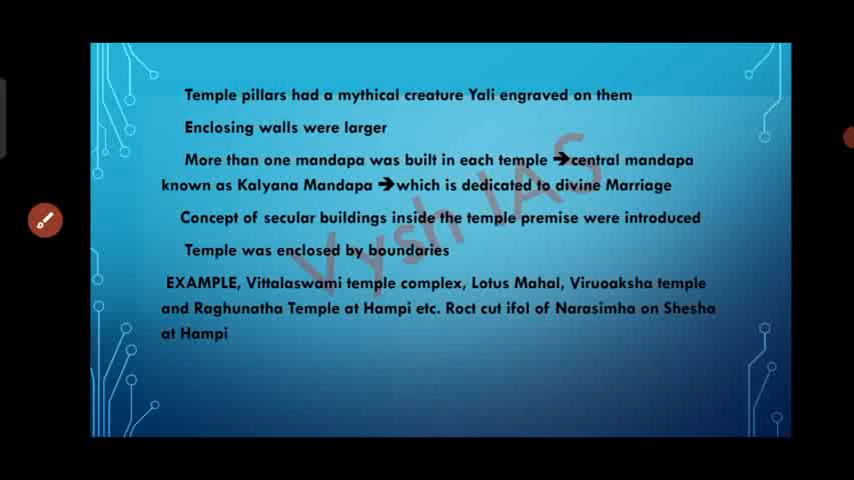 Temple pillars had a mythical creature Yali engraved on them
Enclosing walls were larger
More than one mandapa was built in each temple ➔central mandapa
known as Kalyana Mandapa ➔which is dedicated to divine Marriage
Concept of secular buildings inside the temple premise were introduced
Temple was enclosed by boundaries
EXAMPLE, Vittalaswami temple complex, Lotus Mahal, Viruoaksha temple
and Raghunatha Temple at Hampi etc. Roct cut ifol of Narasimha on Shesha
at Hampi
Vysh IAS